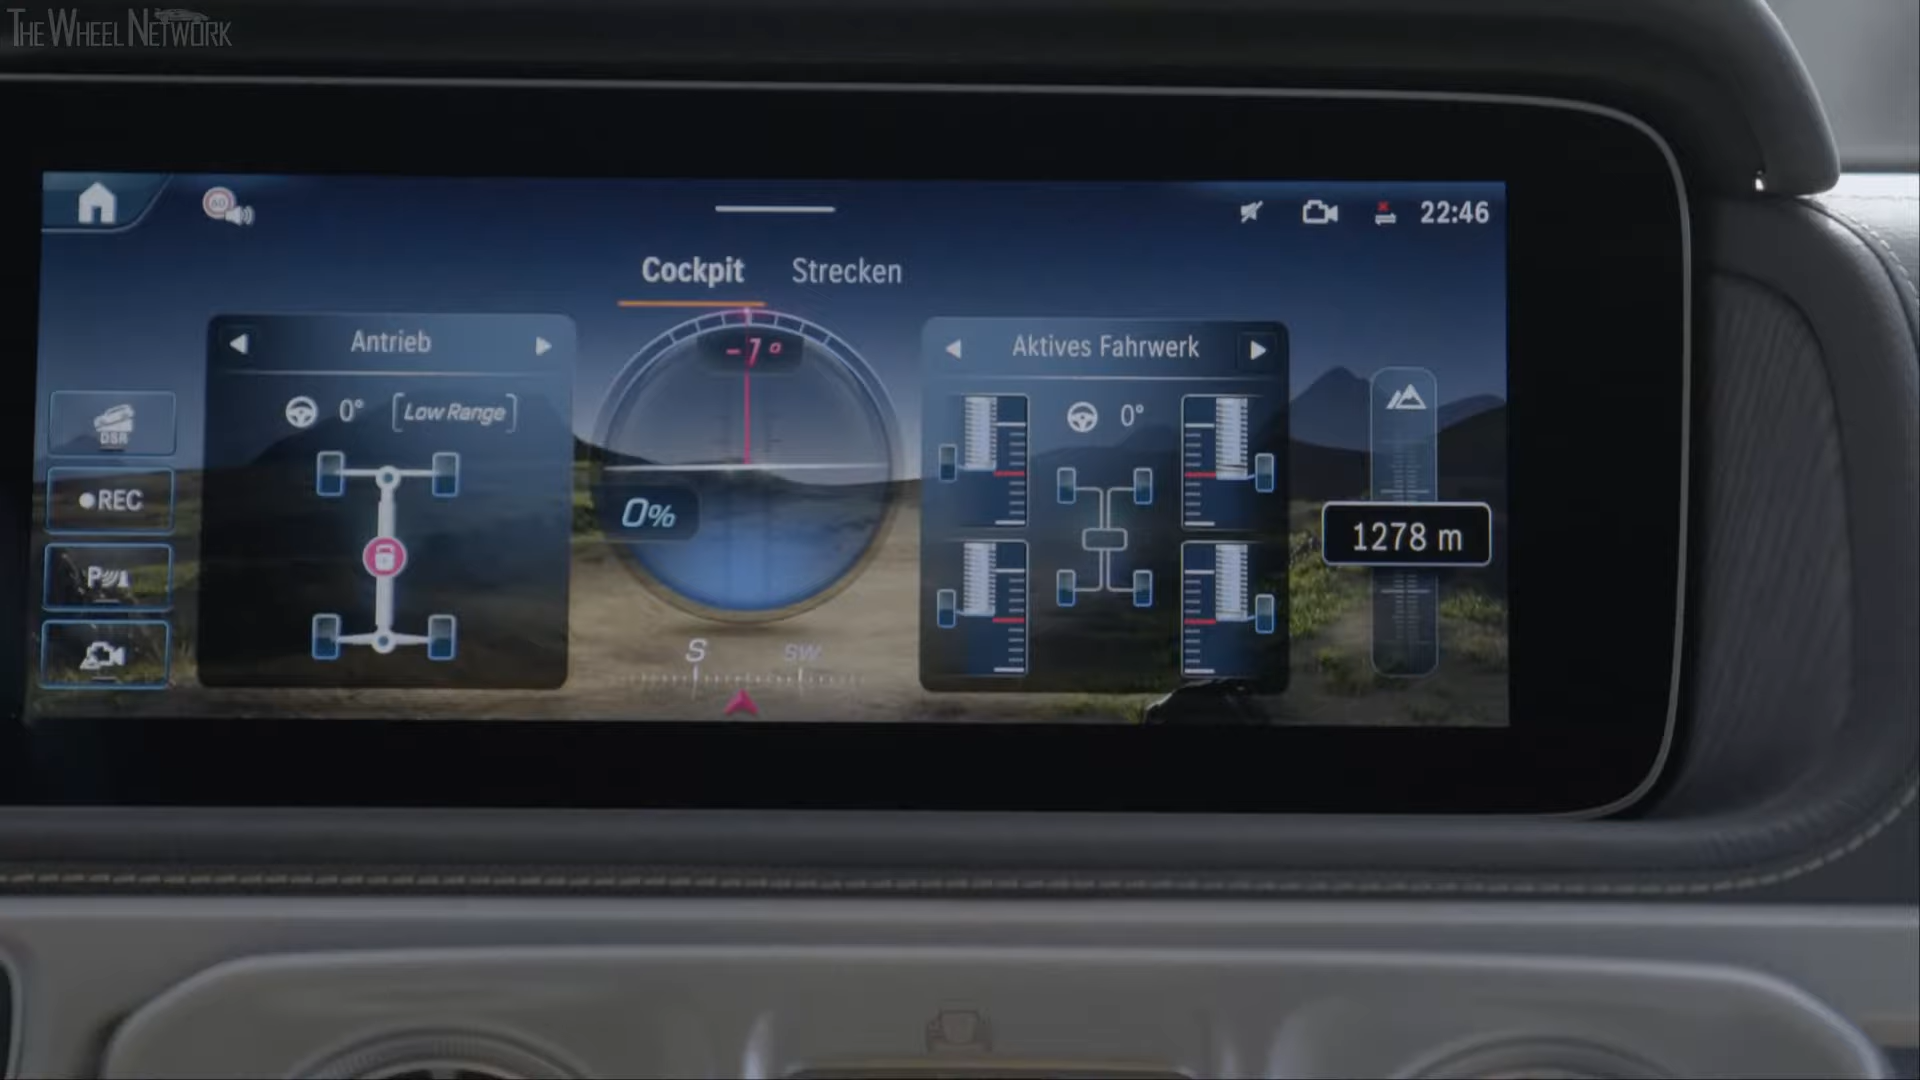 THE WHEEL NETWORK
60
22:46
Cockpit Strecken
Antrieb
-7°
Aktives Fahrwerk
0° [Low Range]
0°
DSR
REC
0%
1278 m
P
S SW